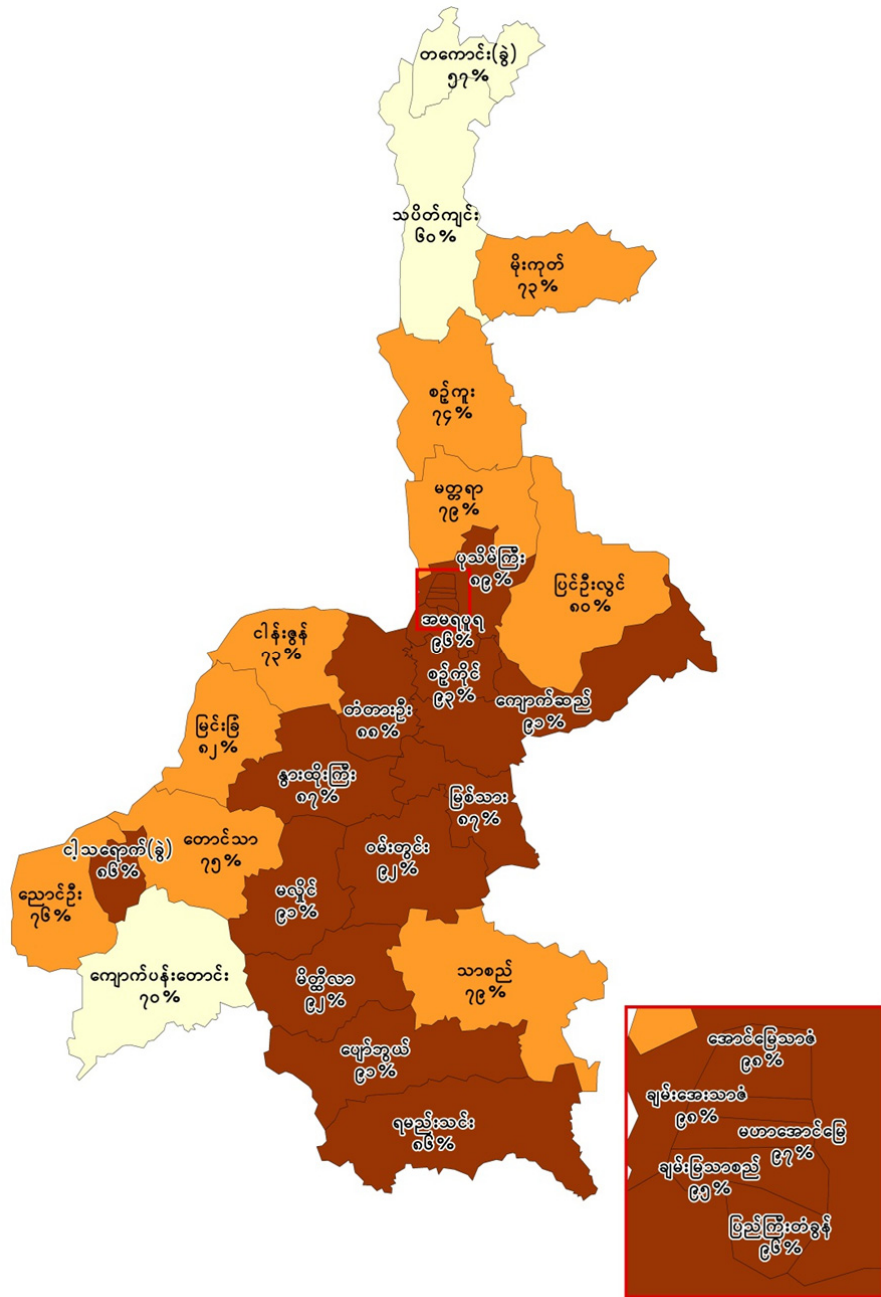 တကောင်း(ခွဲ)
၅၇%
သပိတ်ကျင်း
၆၀%
မိုးကုတ်
၇၃%
စဉ့်ကူး
၇၄%
မတ္တရာ
၇၉%
ပုသိမ်ကြီး
၈၉%
ပြင်ဦးလွင်
၈၀%
အမရပူရ
၉၆%
ငါန်းဇွန်
၇၃%
စဉ့်ကိုင်
၉၃%
ကျောက်ဆည်
၉၁%
တံတားဦး
၈၈%
မြင်းခြံ
၈၂%
နွားထိုးကြီး
၈၇%
မြစ်သား
၈၇%
တောင်သာ
၇၅%
ငါ့သရောက်(ခွဲ)
၈၆%
ဝမ်းတွင်း
၉၂%
ညောင်ဦး
၇၆%
မလှိုင်
၉၁%
ကျောက်ပန်းတောင်း
၇၀%
မိတ္ထီလာ
၉၂%
သာစည်
၇၉%
ပျော်ဘွယ်
၉၁%
ရမည်းသင်း
၈၆%
အောင်မြေသာဇံ
၉၈%
ချမ်းအေးသာဇံ
၉၈%
မဟာအောင်မြေ
၉၇%
ချမ်းမြသာစည်
၉၅%
ပြည်ကြီးတံခွန်
၉၆%